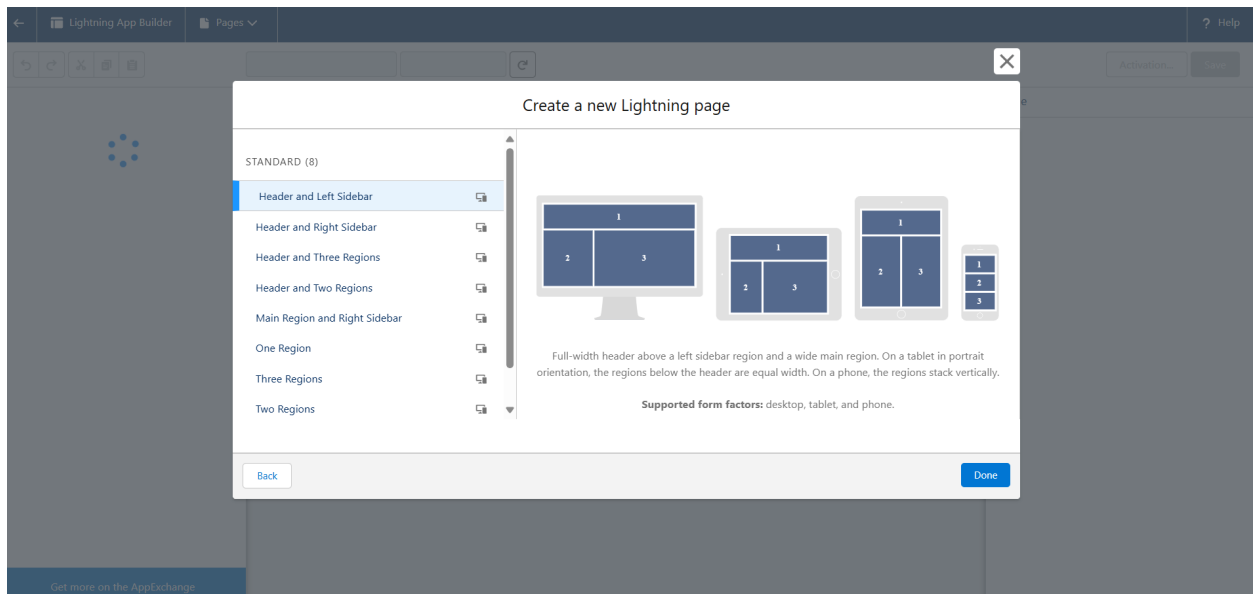 Lightning App Builder
Pages
? Help
Activation...
Save
e
Create a new Lightning page
STANDARD (8)
Header and Left Sidebar
Header and Right Sidebar
Header and Three Regions
Header and Two Regions
Main Region and Right Sidebar
One Region
Three Regions
Two Regions
1
2 3
1
2 3
1
2 3
1
2
3
Full-width header above a left sidebar region and a wide main region. On a tablet in portrait
orientation, the regions below the header are equal width. On a phone, the regions stack vertically.
Supported form factors: desktop, tablet, and phone.
Back
Done
Get more on the AppExchange